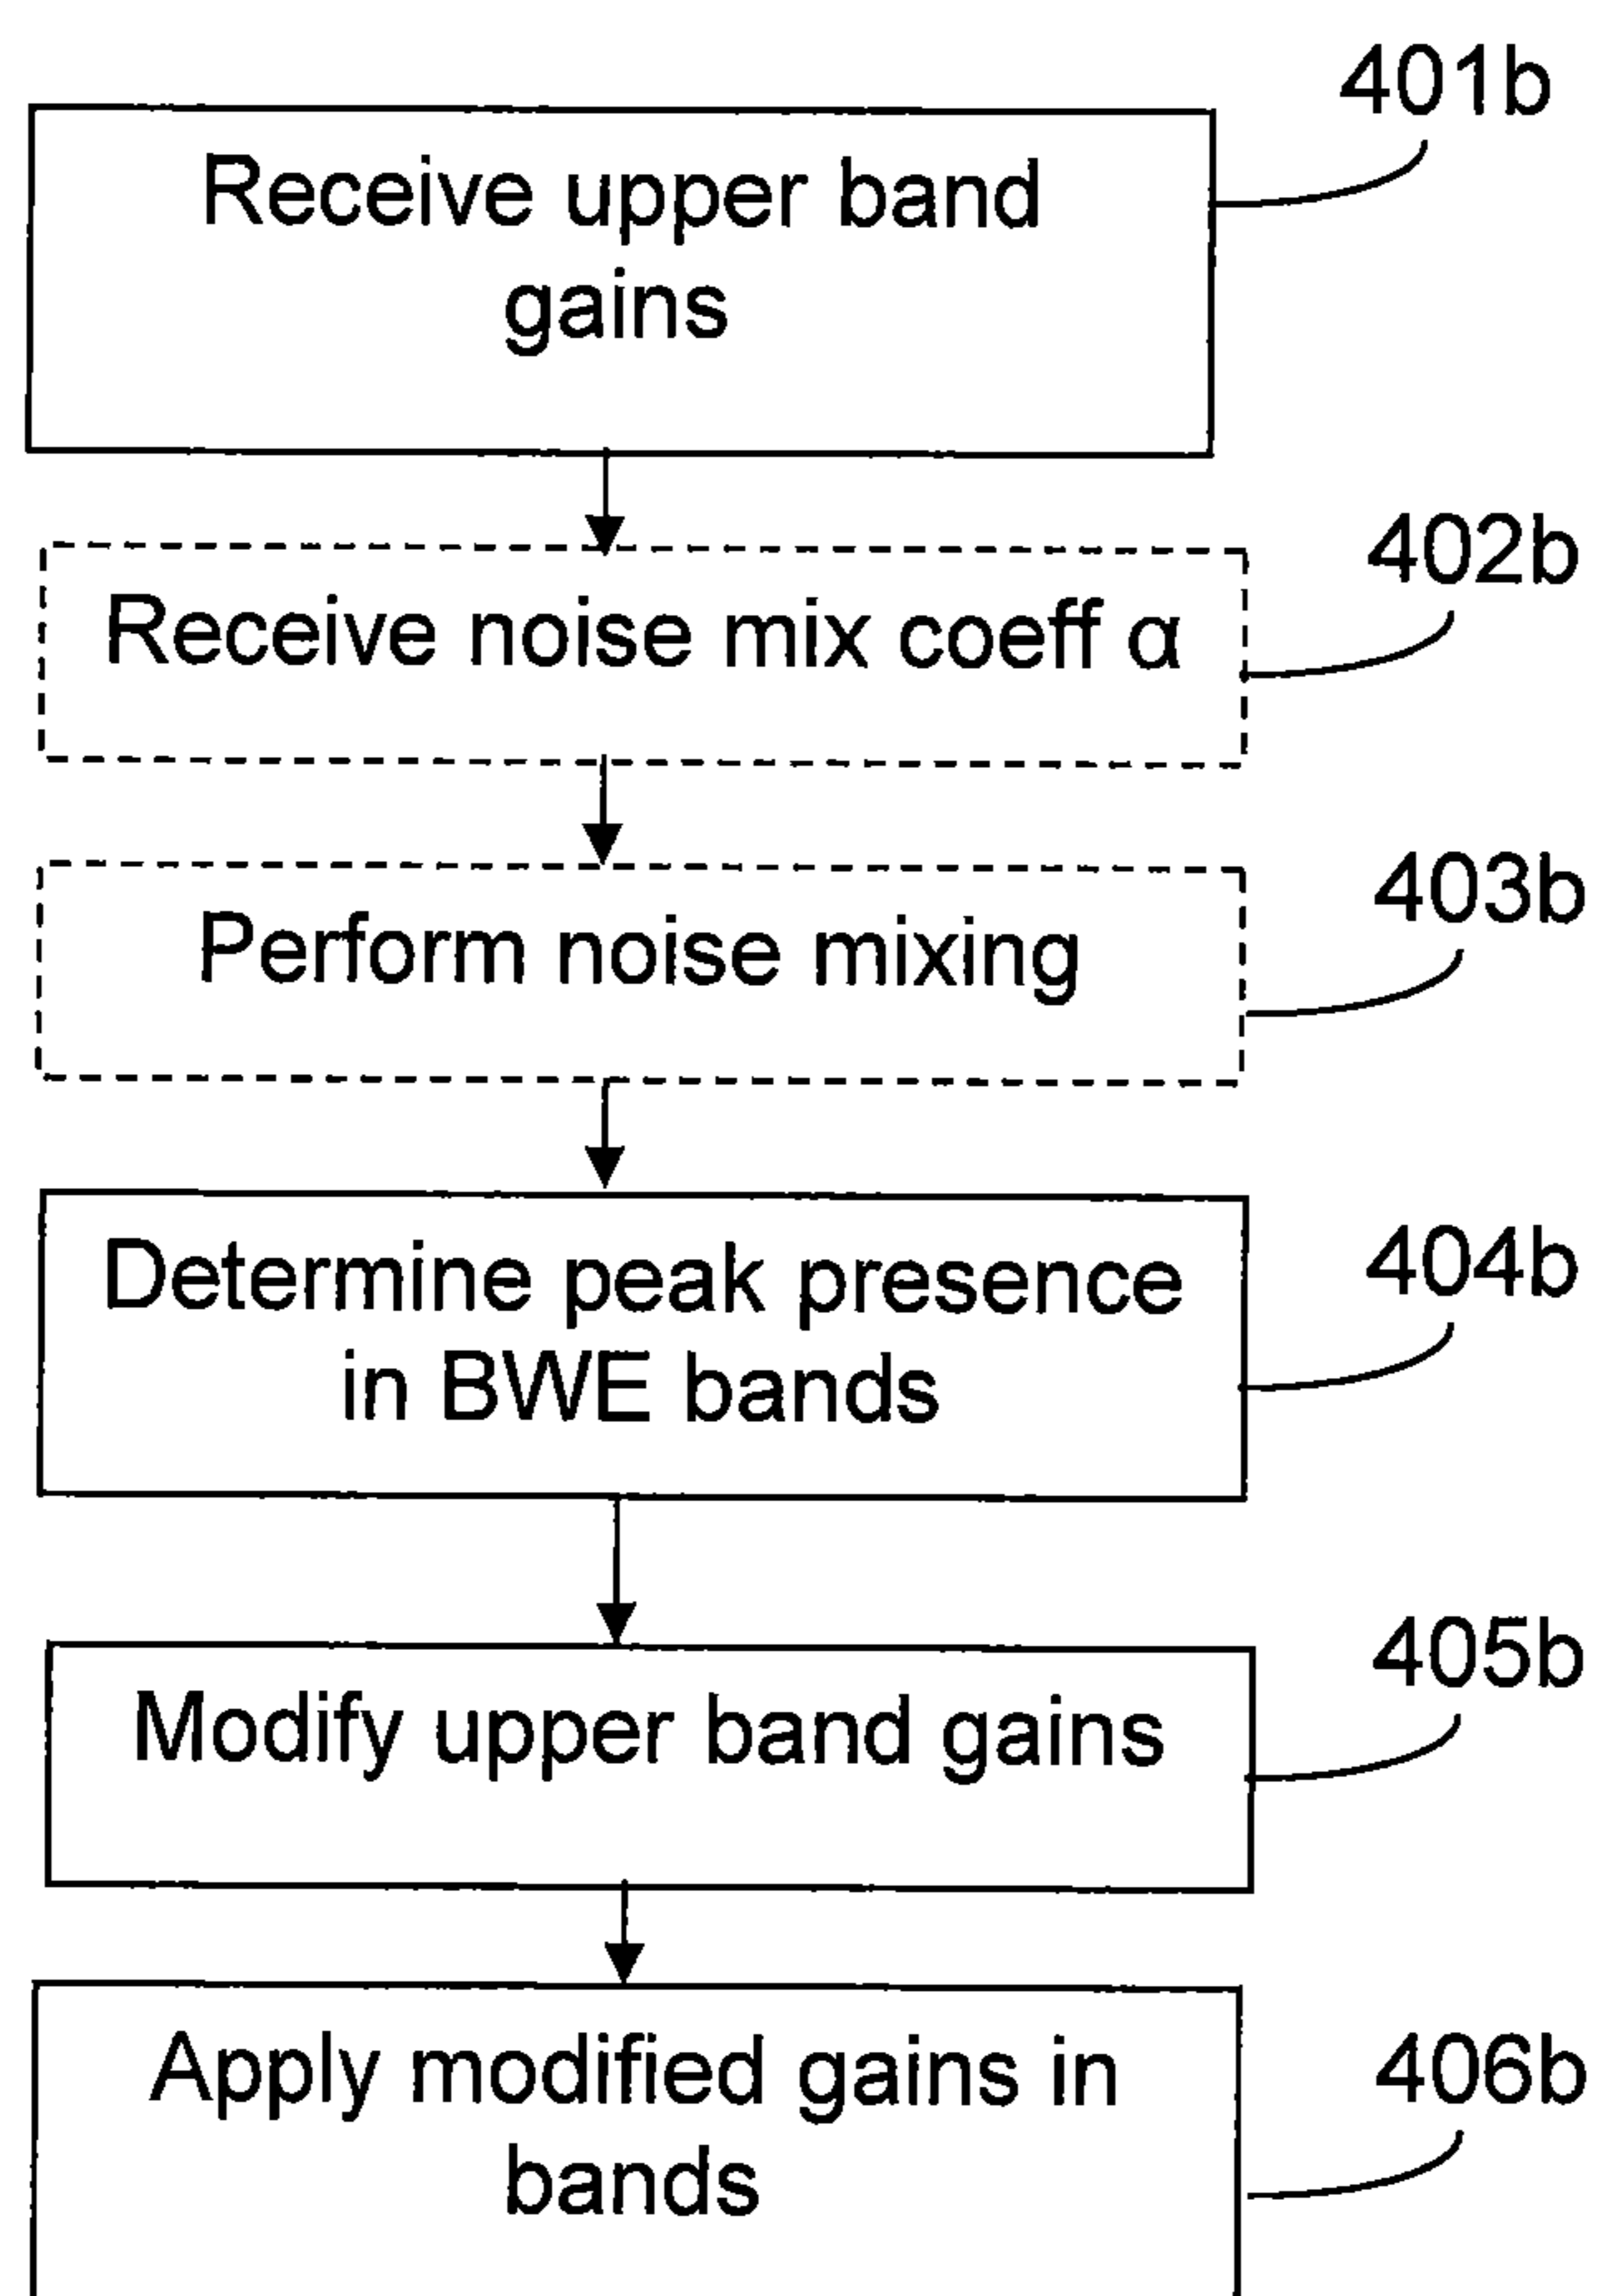 401b
Receive upper band
gains
402b
Receive noise mix coeff α
403b
Perform noise mixing
404b
Determine peak presence
in BWE bands
405b
Modify upper band gains
406b
Apply modified gains in
bands